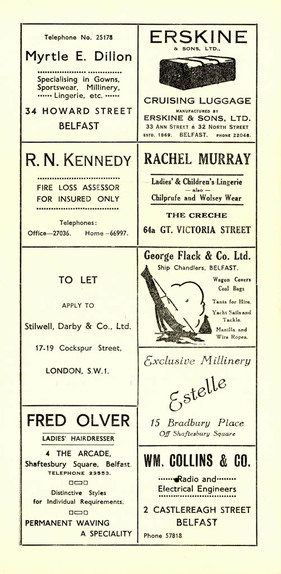 Telephone No. 25178
Myrtle E. Dillon
Specialising in Gowns,
Sportswear, Millinery,
Lingerie, etc.
34 HOWARD STREET
BELFAST
ERSKINE
& SONS, LTD.,
CRUISING LUGGAGE
MANUFACTURED BY
ERSKINE & SONS, LTD.
33 ANN STREET & 32 NORTH STREET
ESTD. 1869. BELFAST. PHONE 22048.
R. N. KENNEDY
FIRE LOSS ASSESSOR
FOR INSURED ONLY
Telephones:
Office—27036. Home—66997.
RACHEL MURRAY
Ladies' & Children's Lingerie
— also —
Chilprufe and Wolsey Wear
THE CRECHE
64a GT. VICTORIA STREET
TO LET
APPLY TO
Stilwell, Darby & Co., Ltd.
17-19 Cockspur Street,
LONDON, S.W.1.
George Flack & Co. Ltd.
Ship Chandlers, BELFAST.
Wagon Covers
Coal Bags
Tents for Hire.
Yacht Sails and
Tackle.
Manilla and
Wire Ropes.
Exclusive Millinery
Estelle
15 Bradbury Place
Off Shaftesbury Square
FRED OLVER
LADIES' HAIRDRESSER
4 THE ARCADE,
Shaftesbury Square, Belfast.
TELEPHONE 23353.
Distinctive Styles
for Individual Requirements.
PERMANENT WAVING
A SPECIALITY
WM. COLLINS & CO.
Radio and
Electrical Engineers
2 CASTLEREAGH STREET
BELFAST
Phone 57818